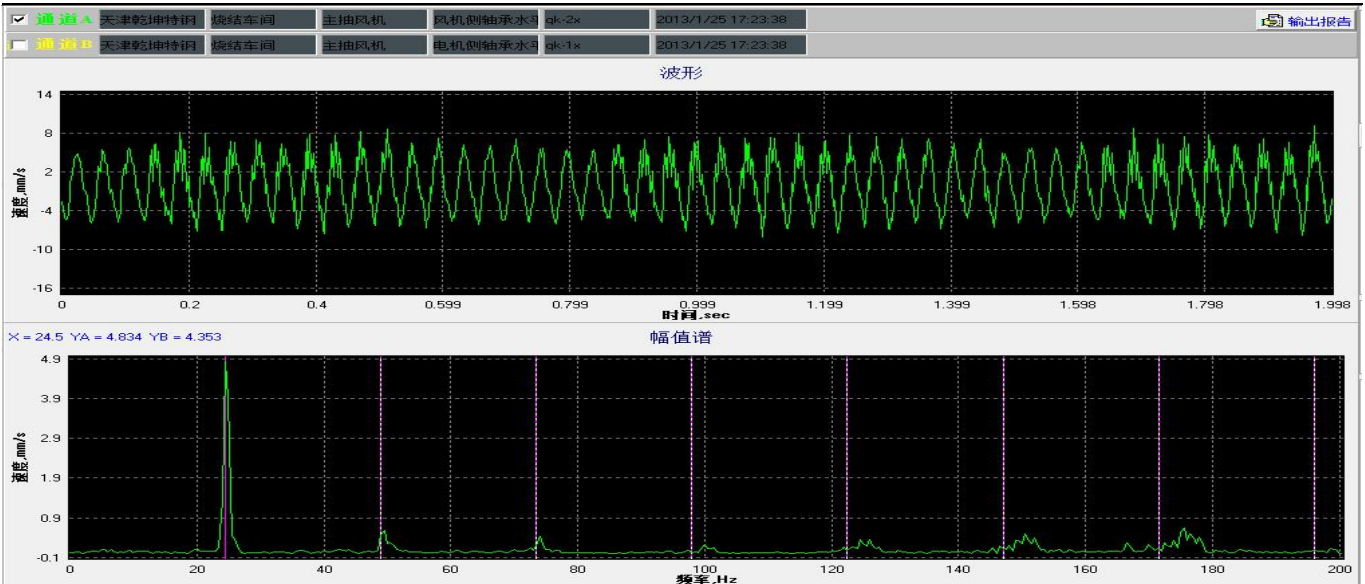 通道A 天津乾坤特钢 烧结车间 主抽风机 风机侧轴承水平 qk-2x 2013/1/25 17:23:38 输出报告
通道B 天津乾坤特钢 烧结车间 主抽风机 电机侧轴承水平 qk-1x 2013/1/25 17:23:38
波形
14
8
2
-4
-10
-16
速度,mm/s
0 0.2 0.4 0.599 0.799 0.999 1.199 1.399 1.598 1.798 1.998
时间,sec
X = 24.5 YA = 4.834 YB = 4.353 幅值谱
4.9
3.9
2.9
1.9
0.9
-0.1
速度,mm/s
0 20 40 60 80 100 120 140 160 180 200
频率,Hz